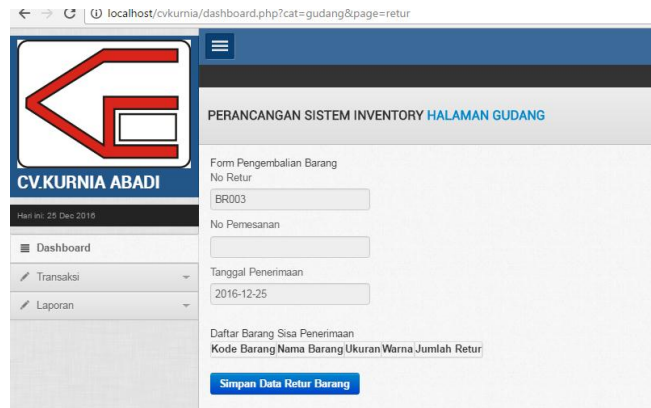 localhost/cvkurnia/dashboard.php?cat=gudang&page=retur
CV.KURNIA ABADI
Hari ini: 25 Dec 2016
Dashboard
Transaksi
Laporan
PERANCANGAN SISTEM INVENTORY HALAMAN GUDANG
Form Pengembalian Barang
No Retur
BR003
No Pemesanan
Tanggal Penerimaan
2016-12-25
Daftar Barang Sisa Penerimaan
Kode Barang Nama Barang Ukuran Warna Jumlah Retur
Simpan Data Retur Barang